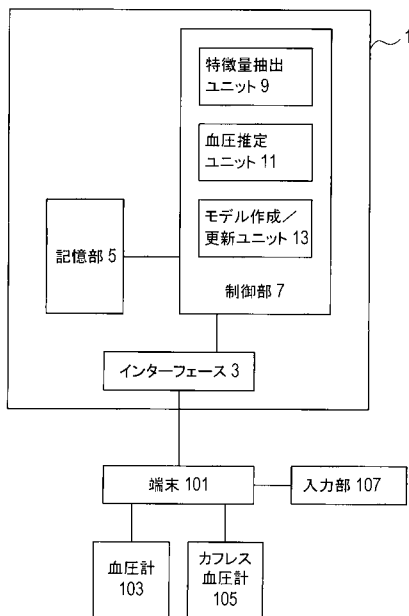 1
特徴量抽出
ユニット 9
血圧推定
ユニット 11
モデル作成／
更新ユニット 13
記憶部 5
制御部 7
インターフェース 3
端末 101
入力部 107
血圧計
103
カフレス
血圧計
105